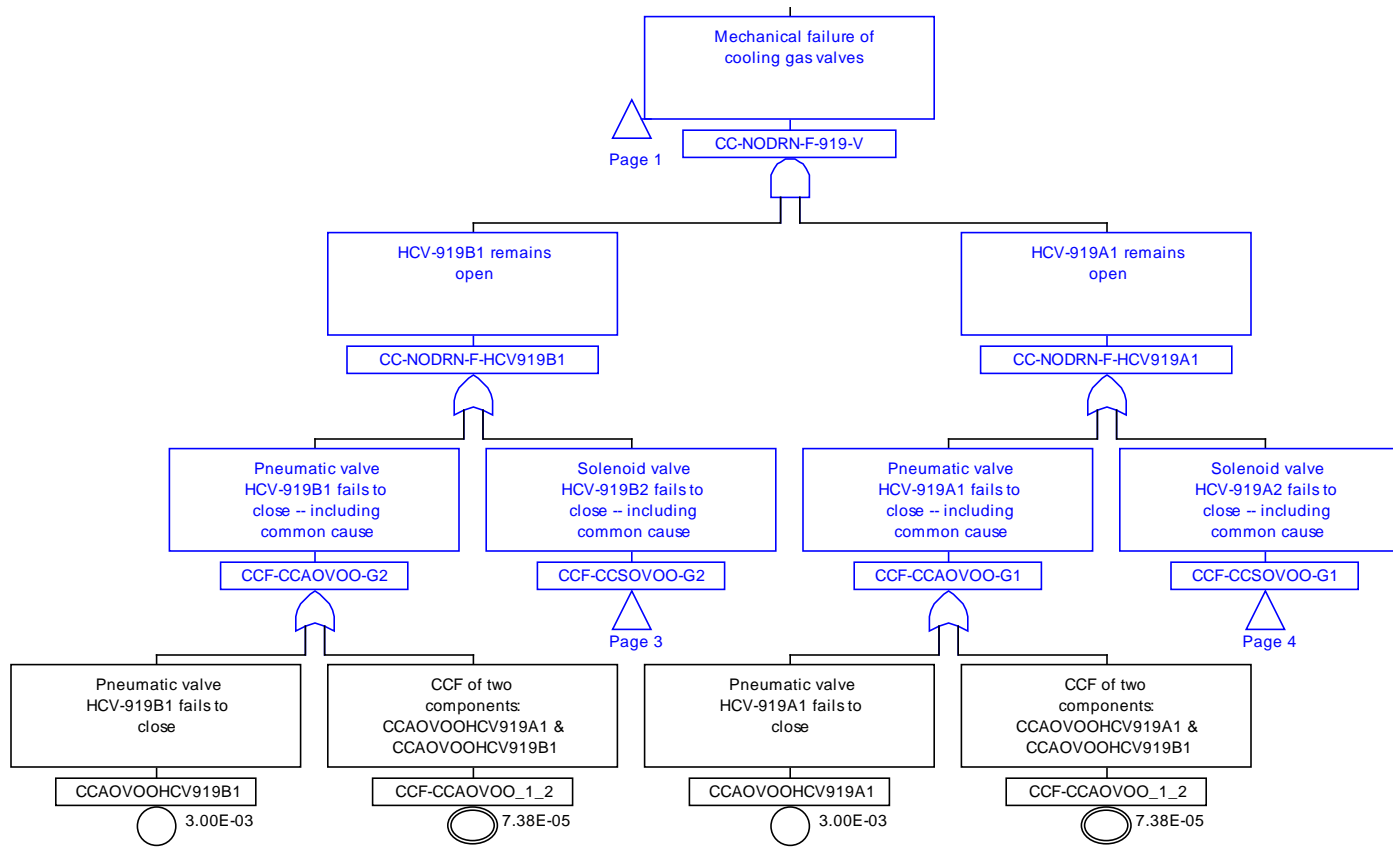 Mechanical failure of
cooling gas valves
Page 1
CC-NODRN-F-919-V
HCV-919B1 remains
open
CC-NODRN-F-HCV919B1
HCV-919A1 remains
open
CC-NODRN-F-HCV919A1
Pneumatic valve
HCV-919B1 fails to
close -- including
common cause
CCF-CCAOVOO-G2
Solenoid valve
HCV-919B2 fails to
close -- including
common cause
CCF-CCSOVOO-G2
Page 3
Pneumatic valve
HCV-919A1 fails to
close -- including
common cause
CCF-CCAOVOO-G1
Solenoid valve
HCV-919A2 fails to
close -- including
common cause
CCF-CCSOVOO-G1
Page 4
Pneumatic valve
HCV-919B1 fails to
close
CCAOVOOHCV919B1
3.00E-03
CCF of two
components:
CCAOVOOHCV919A1 &
CCAOVOOHCV919B1
CCF-CCAOVOO_1_2
7.38E-05
Pneumatic valve
HCV-919A1 fails to
close
CCAOVOOHCV919A1
3.00E-03
CCF of two
components:
CCAOVOOHCV919A1 &
CCAOVOOHCV919B1
CCF-CCAOVOO_1_2
7.38E-05